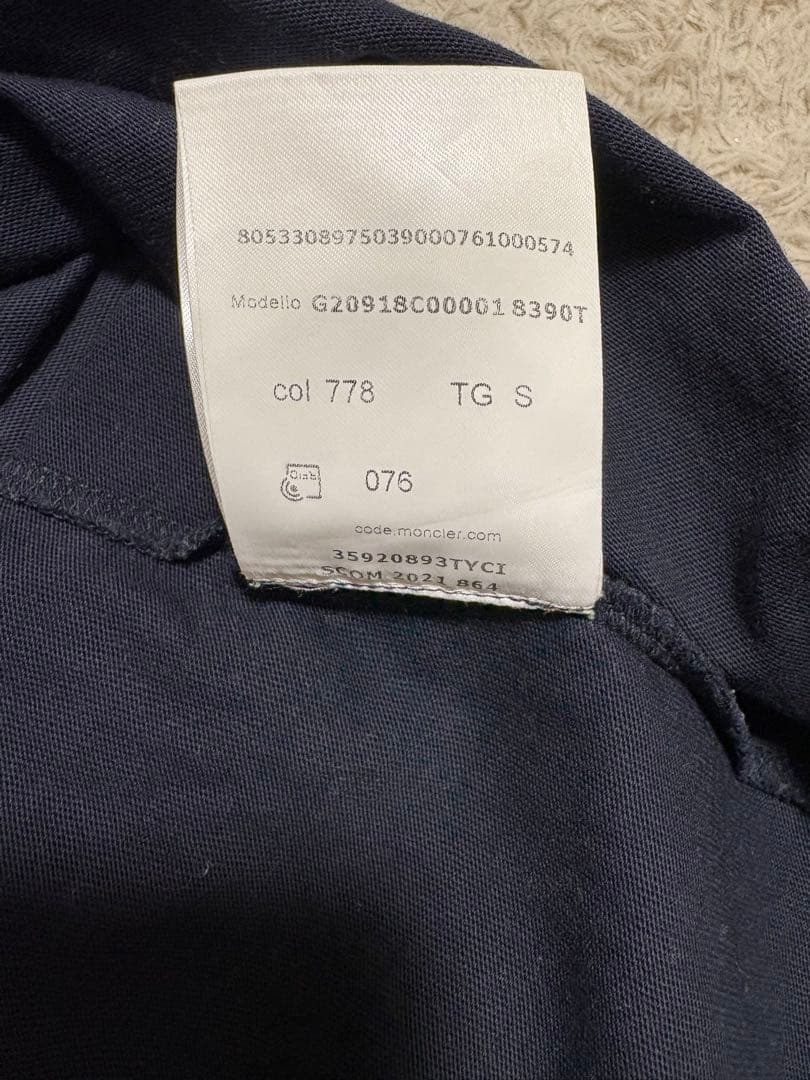 8053308975039000761000574
Modello G20918C00001 8390T
col 778 TG S
076
code.moncler.com
35920893TYCI
SCOM 2021 864